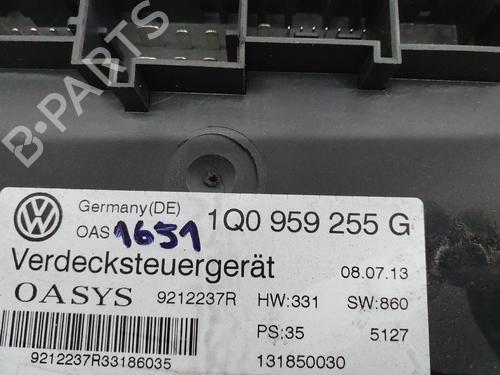 B-PARTS
Germany(DE)
OAS 1651 1Q0 959 255 G
Verdecksteuergerät 08.07.13
OASYS 9212237R HW:331 SW:860
PS:35 5127
9212237R33186035 131850030